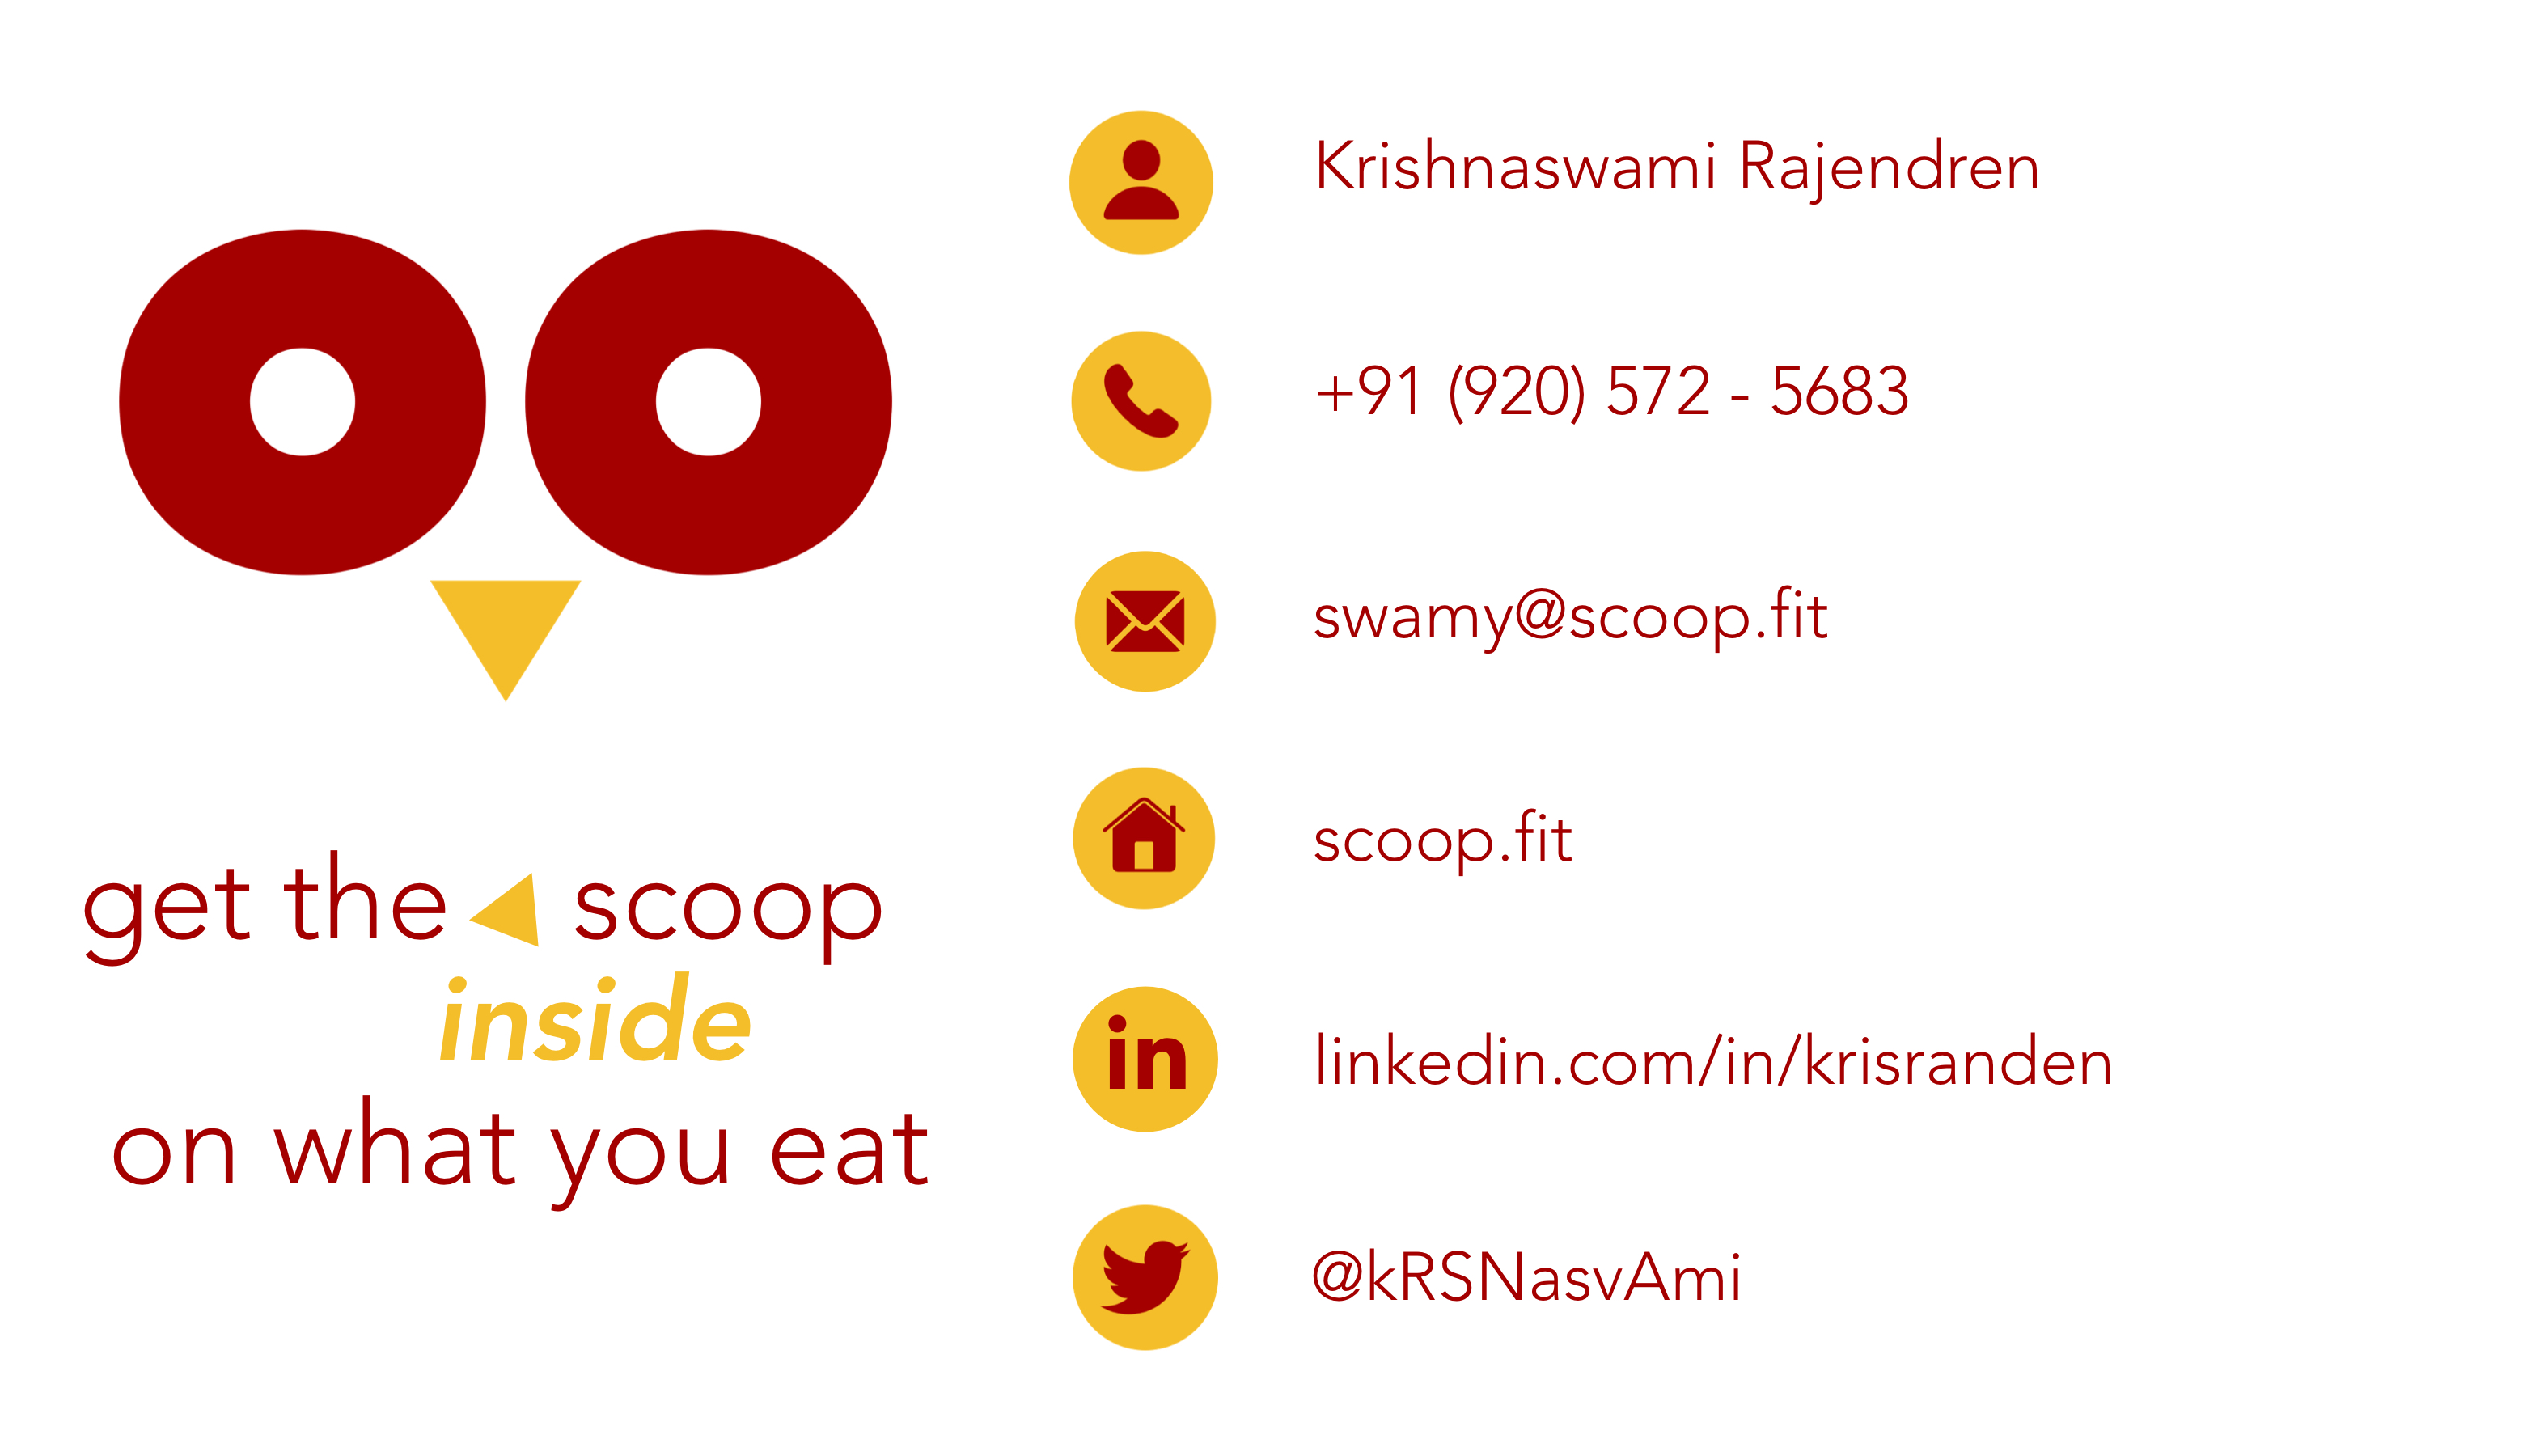 get the scoop
inside
on what you eat
Krishnaswami Rajendren
+91 (920) 572 - 5683
swamy@scoop.fit
scoop.fit
in
linkedin.com/in/krisranden
@kRSNasvAmi